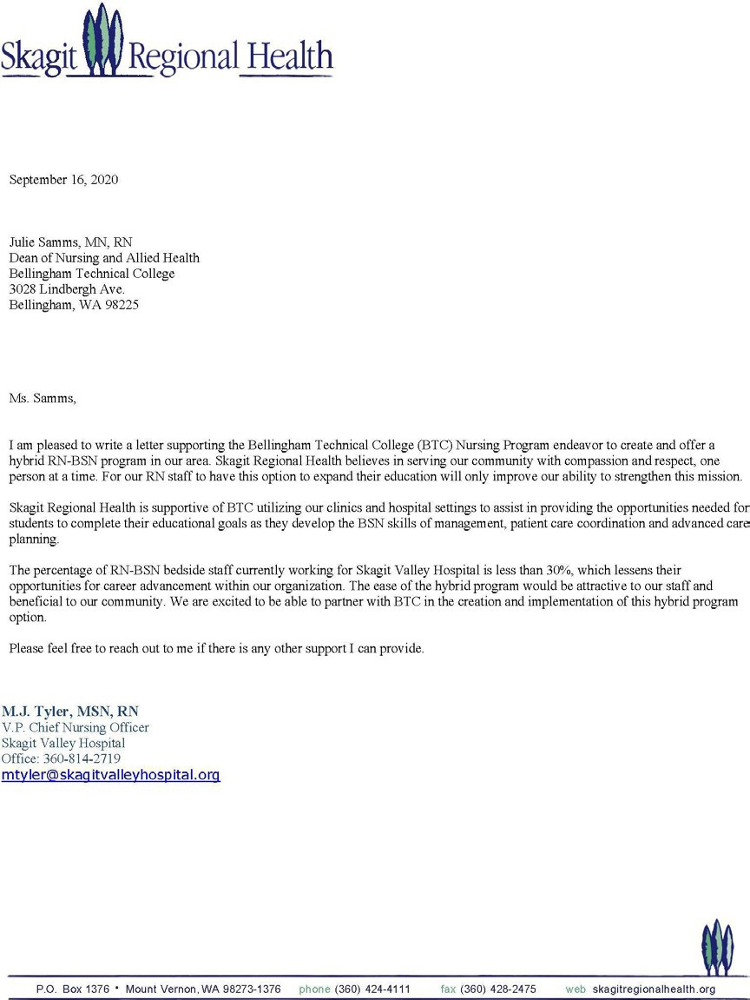 Skagit Regional Health
September 16, 2020
Julie Samms, MN, RN
Dean of Nursing and Allied Health
Bellingham Technical College
3028 Lindbergh Ave.
Bellingham, WA 98225
Ms. Samms,
I am pleased to write a letter supporting the Bellingham Technical College (BTC) Nursing Program endeavor to create and offer a
hybrid RN-BSN program in our area. Skagit Regional Health believes in serving our community with compassion and respect, one
person at a time. For our RN staff to have this option to expand their education will only improve our ability to strengthen this mission.
Skagit Regional Health is supportive of BTC utilizing our clinics and hospital settings to assist in providing the opportunities needed for
students to complete their educational goals as they develop the BSN skills of management, patient care coordination and advanced care
planning.
The percentage of RN-BSN bedside staff currently working for Skagit Valley Hospital is less than 30%, which lessens their
opportunities for career advancement within our organization. The ease of the hybrid program would be attractive to our staff and
beneficial to our community. We are excited to be able to partner with BTC in the creation and implementation of this hybrid program
option.
Please feel free to reach out to me if there is any other support I can provide.
M.J. Tyler, MSN, RN
V.P. Chief Nursing Officer
Skagit Valley Hospital
Office: 360-814-2719
mtyler@skagitvalleyhospital.org
P.O. Box 1376 • Mount Vernon, WA 98273-1376 phone (360) 424-4111 fax (360) 428-2475 web skagitregionalhealth.org